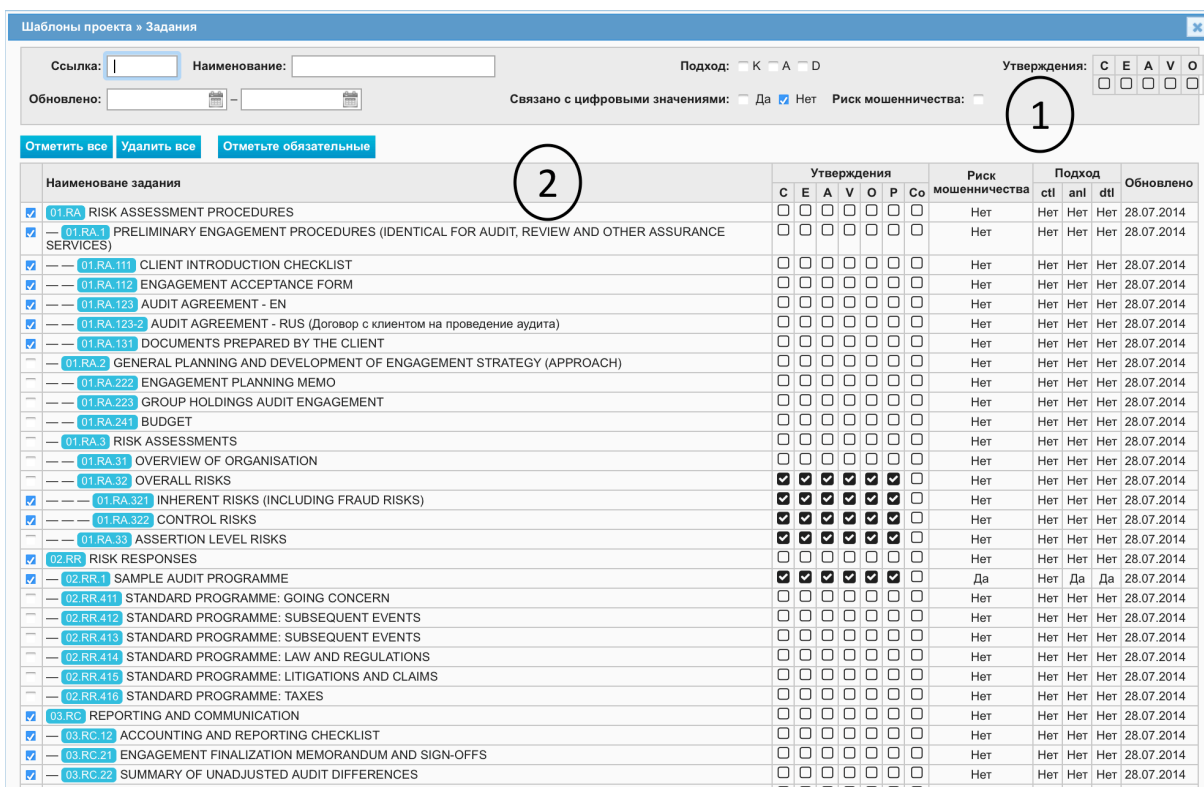 Шаблоны проекта » Задания
Ссылка: Наименование: Подход: К А D Утверждения: C E A V O
Обновлено: – Связано с цифровыми значениями: Да Нет Риск мошенничества:
1
Отметить все Удалить все Отметьте обязательные
2
Наименоване задания Утверждения Риск мошенничества Подход Обновлено
C E A V O P Co ctl anl dtl
01.RA RISK ASSESSMENT PROCEDURES Нет Нет Нет Нет 28.07.2014
— 01.RA.1 PRELIMINARY ENGAGEMENT PROCEDURES (IDENTICAL FOR AUDIT, REVIEW AND OTHER ASSURANCE Нет Нет Нет Нет 28.07.2014
SERVICES)
— — 01.RA.111 CLIENT INTRODUCTION CHECKLIST Нет Нет Нет Нет 28.07.2014
— — 01.RA.112 ENGAGEMENT ACCEPTANCE FORM Нет Нет Нет Нет 28.07.2014
— — 01.RA.123 AUDIT AGREEMENT - EN Нет Нет Нет Нет 28.07.2014
— — 01.RA.123-2 AUDIT AGREEMENT - RUS (Договор с клиентом на проведение аудита) Нет Нет Нет Нет 28.07.2014
— — 01.RA.131 DOCUMENTS PREPARED BY THE CLIENT Нет Нет Нет Нет 28.07.2014
— 01.RA.2 GENERAL PLANNING AND DEVELOPMENT OF ENGAGEMENT STRATEGY (APPROACH) Нет Нет Нет Нет 28.07.2014
— — 01.RA.222 ENGAGEMENT PLANNING MEMO Нет Нет Нет Нет 28.07.2014
— — 01.RA.223 GROUP HOLDINGS AUDIT ENGAGEMENT Нет Нет Нет Нет 28.07.2014
— — 01.RA.241 BUDGET Нет Нет Нет Нет 28.07.2014
— 01.RA.3 RISK ASSESSMENTS Нет Нет Нет Нет 28.07.2014
— — 01.RA.31 OVERVIEW OF ORGANISATION Нет Нет Нет Нет 28.07.2014
— — 01.RA.32 OVERALL RISKS Нет Нет Нет Нет 28.07.2014
— — — 01.RA.321 INHERENT RISKS (INCLUDING FRAUD RISKS) Нет Нет Нет Нет 28.07.2014
— — — 01.RA.322 CONTROL RISKS Нет Нет Нет Нет 28.07.2014
— — 01.RA.33 ASSERTION LEVEL RISKS Нет Нет Нет Нет 28.07.2014
02.RR RISK RESPONSES Нет Нет Нет Нет 28.07.2014
— 02.RR.1 SAMPLE AUDIT PROGRAMME Да Нет Да Да 28.07.2014
— 02.RR.411 STANDARD PROGRAMME: GOING CONCERN Нет Нет Нет Нет 28.07.2014
— 02.RR.412 STANDARD PROGRAMME: SUBSEQUENT EVENTS Нет Нет Нет Нет 28.07.2014
— 02.RR.413 STANDARD PROGRAMME: SUBSEQUENT EVENTS Нет Нет Нет Нет 28.07.2014
— 02.RR.414 STANDARD PROGRAMME: LAW AND REGULATIONS Нет Нет Нет Нет 28.07.2014
— 02.RR.415 STANDARD PROGRAMME: LITIGATIONS AND CLAIMS Нет Нет Нет Нет 28.07.2014
— 02.RR.416 STANDARD PROGRAMME: TAXES Нет Нет Нет Нет 28.07.2014
03.RC REPORTING AND COMMUNICATION Нет Нет Нет Нет 28.07.2014
— 03.RC.12 ACCOUNTING AND REPORTING CHECKLIST Нет Нет Нет Нет 28.07.2014
— 03.RC.21 ENGAGEMENT FINALIZATION MEMORANDUM AND SIGN-OFFS Нет Нет Нет Нет 28.07.2014
— 03.RC.22 SUMMARY OF UNADJUSTED AUDIT DIFFERENCES Нет Нет Нет Нет 28.07.2014